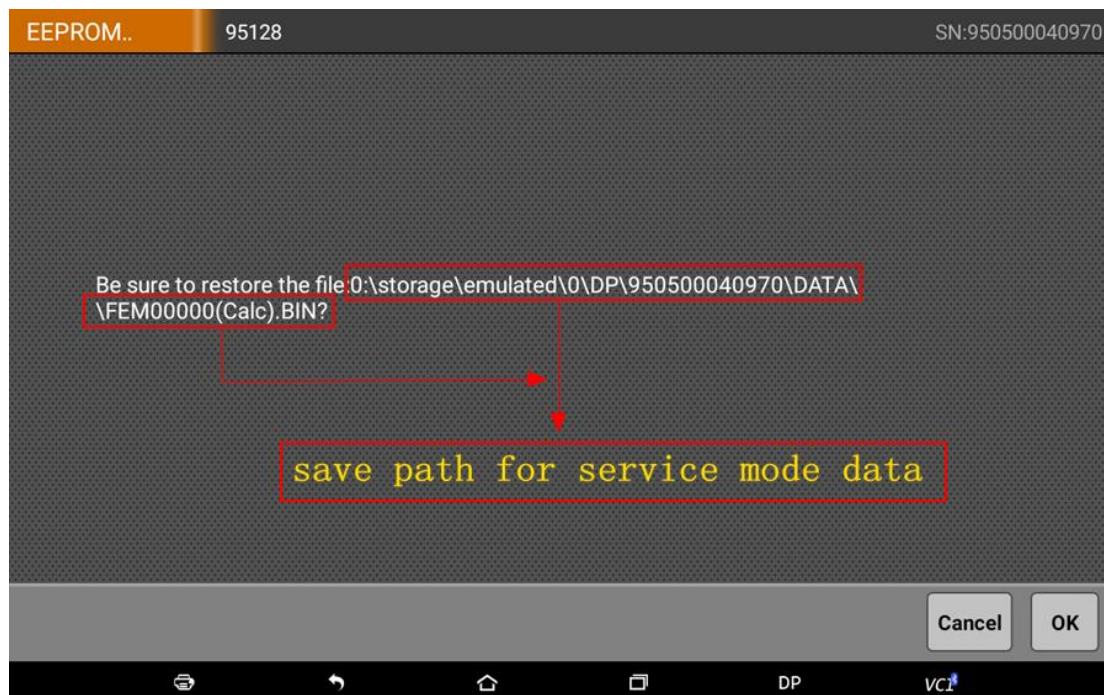 EEPROM.. 95128 SN:950500040970
Be sure to restore the file:0:\storage\emulated\0\DP\950500040970\DATA\
\FEM00000(Calc).BIN?
save path for service mode data
Cancel OK
DP VCI